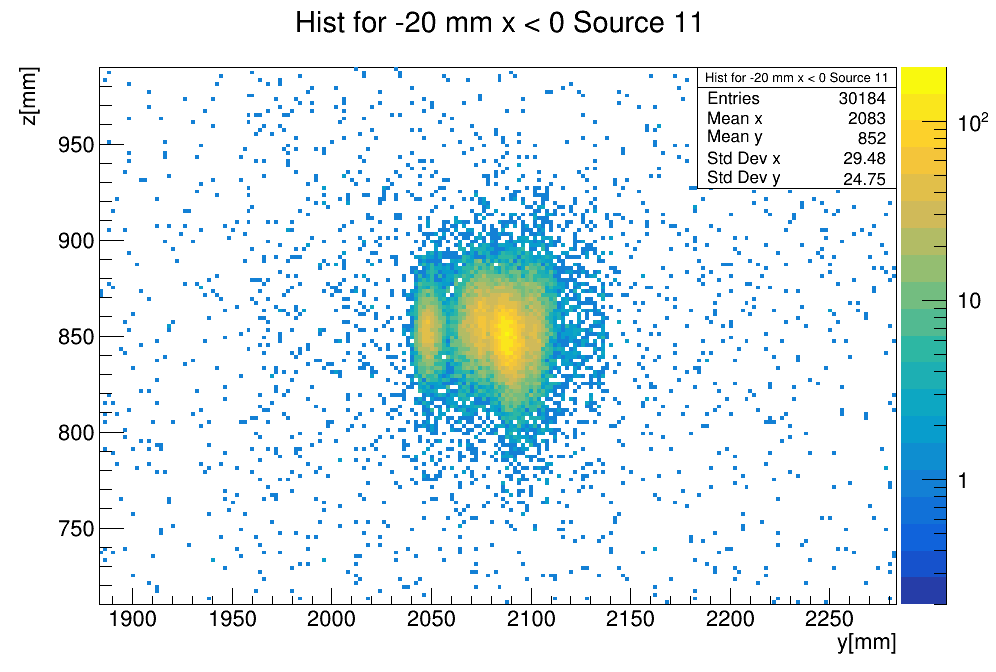 Hist for -20 mm x < 0 Source 11
z[mm]
Hist for -20 mm x < 0 Source 11
Entries 30184
Mean x 2083
Mean y 852
Std Dev x 29.48
Std Dev y 24.75
950
900
850
800
750
1900 1950 2000 2050 2100 2150 2200 2250
y[mm]
10²
10
1